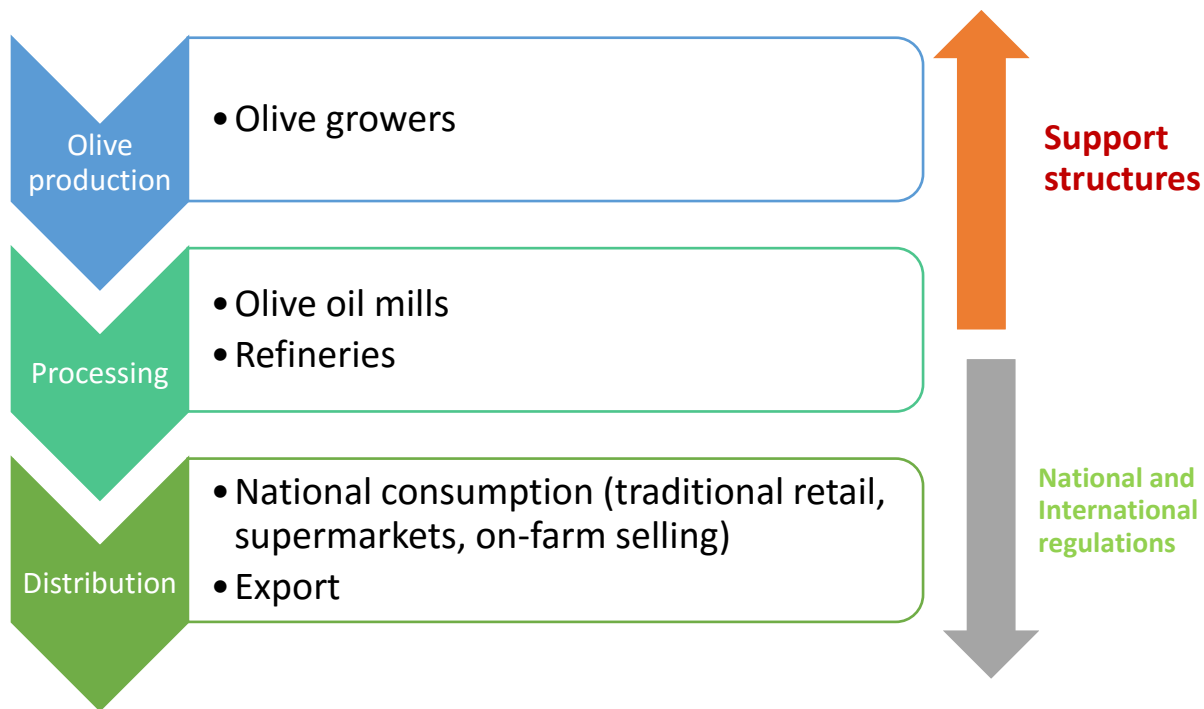 Olive
production
• Olive growers
Support
structures
Processing
• Olive oil mills
• Refineries
Distribution
• National consumption (traditional retail,
supermarkets, on-farm selling)
• Export
National and
International
regulations